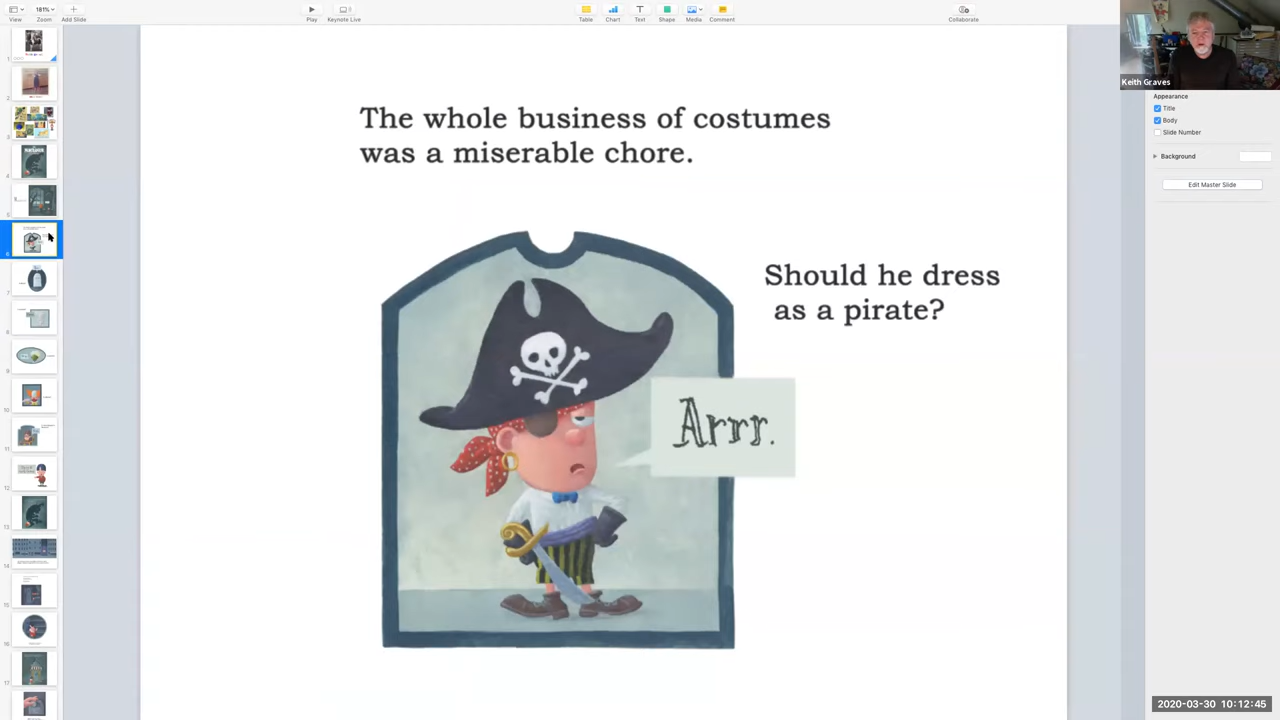 181%
View
Zoom
Add Slide
Play
Keynote Live
Table
Chart
Text
Shape
Media
Comment
Collaborate
Keith Graves
Appearance
Title
Body
Slide Number
Background
Edit Master Slide
The whole business of costumes
was a miserable chore.
Should he dress
as a pirate?
Arrr.
2020-03-30 10:12:45